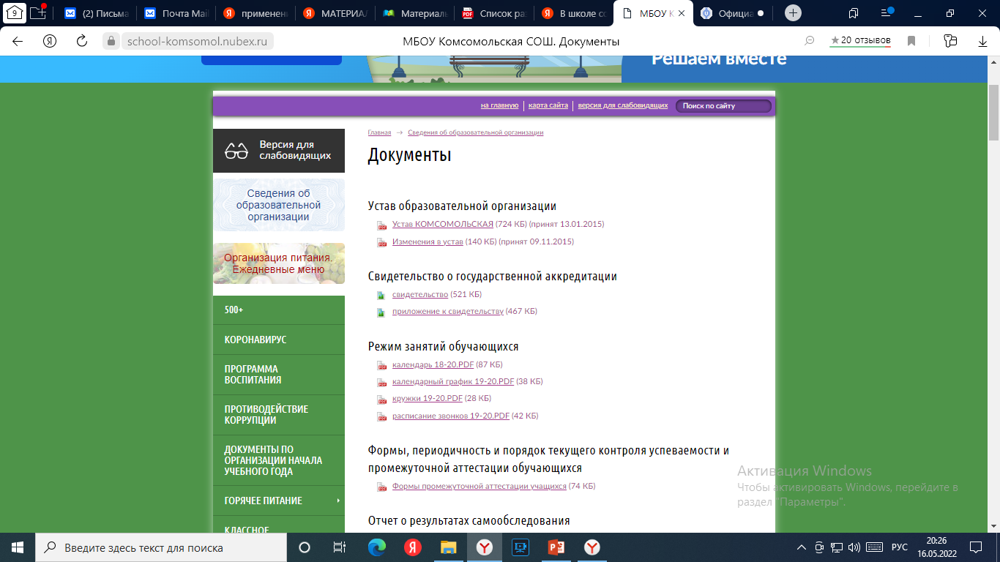 9
(2) Письма
Почта Mail
применени
МАТЕРИАЛ
Материаль
Список ра
В школе со
МБОУ К
Официа
school-komsomol.nubex.ru
МБОУ Комсомольская СОШ. Документы
20 отзывов
Решаем вместе
на главную
карта сайта
версия для слабовидящих
Поиск по сайту
Версия для
слабовидящих
Сведения об
образовательной
организации
Организация питания.
Ежедневные меню
500+
КОРОНАВИРУС
ПРОГРАММА
ВОСПИТАНИЯ
ПРОТИВОДЕЙСТВИЕ
КОРРУПЦИИ
ДОКУМЕНТЫ ПО
ОРГАНИЗАЦИИ НАЧАЛА
УЧЕБНОГО ГОДА
ГОРЯЧЕЕ ПИТАНИЕ
КЛАССНОЕ
Главная → Сведения об образовательной организации
Документы
Устав образовательной организации
Устав КОМСОМОЛЬСКАЯ (724 КБ) (принят 13.01.2015)
Изменения в устав (140 КБ) (принят 09.11.2015)
Свидетельство о государственной аккредитации
свидетельство (521 КБ)
приложение к свидетельству (467 КБ)
Режим занятий обучающихся
календарь 18-20.PDF (87 КБ)
календарный график 19-20.PDF (38 КБ)
кружки 19-20.PDF (28 КБ)
расписание звонков 19-20.PDF (42 КБ)
Формы, периодичность и порядок текущего контроля успеваемости и
промежуточной аттестации обучающихся
Формы промежуточной аттестации учащихся (74 КБ)
Отчет о результатах самообследования
Активация Windows
Чтобы активировать Windows, перейдите в
раздел "Параметры".
Введите здесь текст для поиска
РУС
20:26
16.05.2022